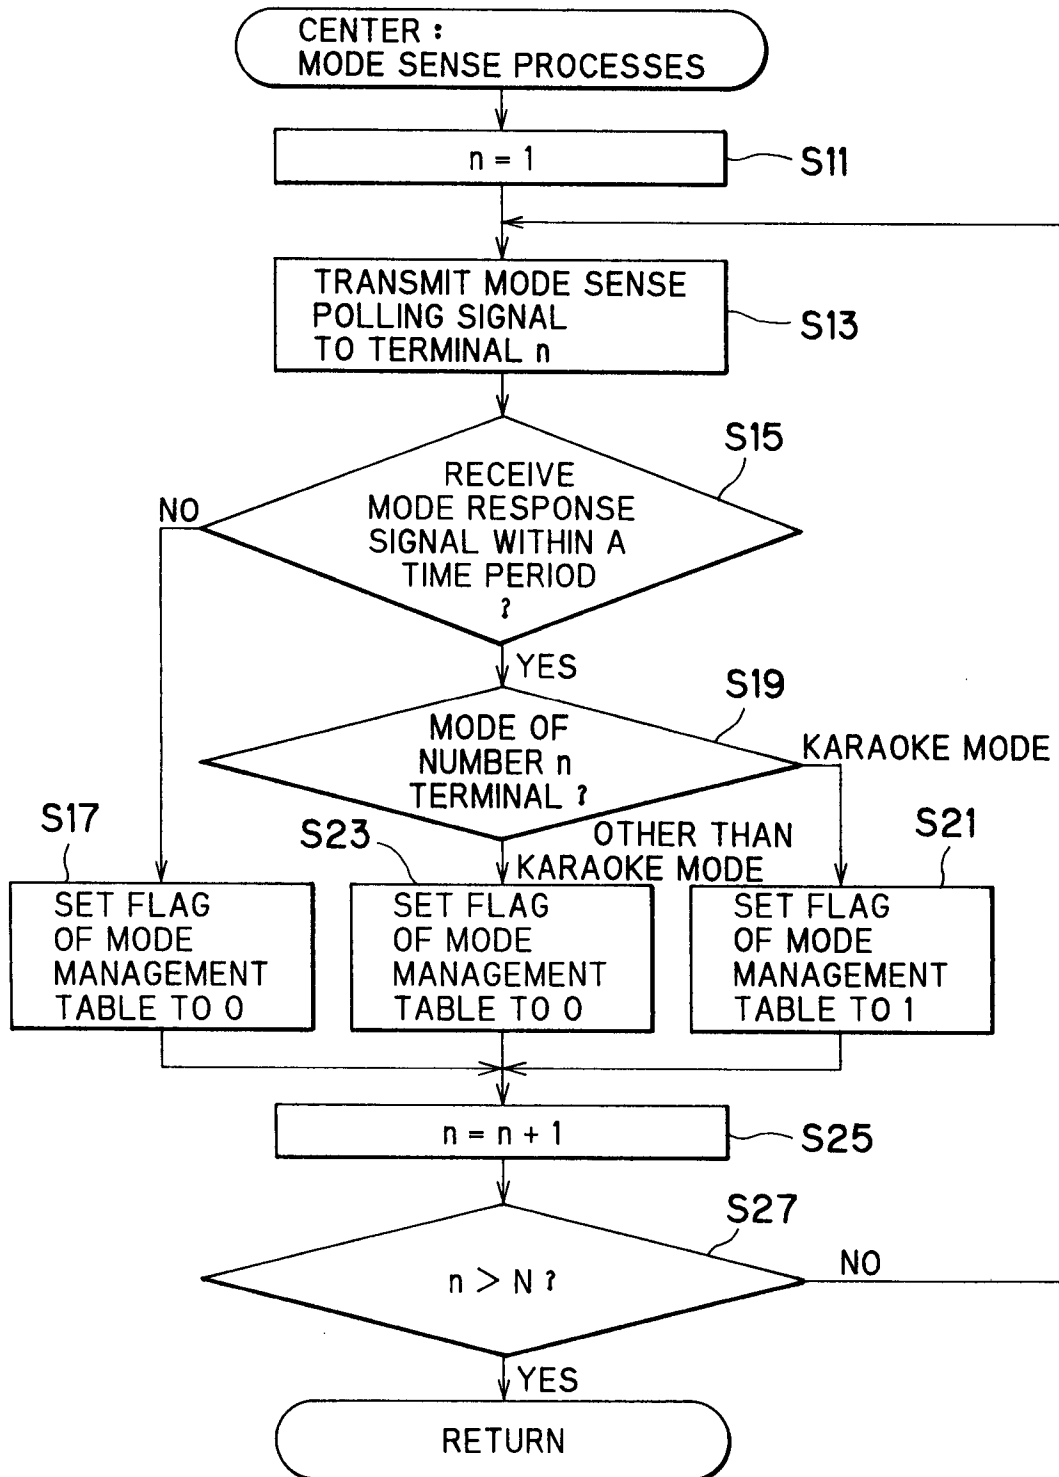 CENTER :
MODE SENSE PROCESSES
n = 1
S11
TRANSMIT MODE SENSE
POLLING SIGNAL
TO TERMINAL n
S13
S15
RECEIVE
MODE RESPONSE
SIGNAL WITHIN A
TIME PERIOD
?
NO
YES
S19
MODE OF
NUMBER n
TERMINAL ?
KARAOKE MODE
OTHER THAN
KARAOKE MODE
S17
SET FLAG
OF MODE
MANAGEMENT
TABLE TO 0
S23
SET FLAG
OF MODE
MANAGEMENT
TABLE TO 0
S21
SET FLAG
OF MODE
MANAGEMENT
TABLE TO 1
n = n + 1
S25
S27
n > N ?
NO
YES
RETURN